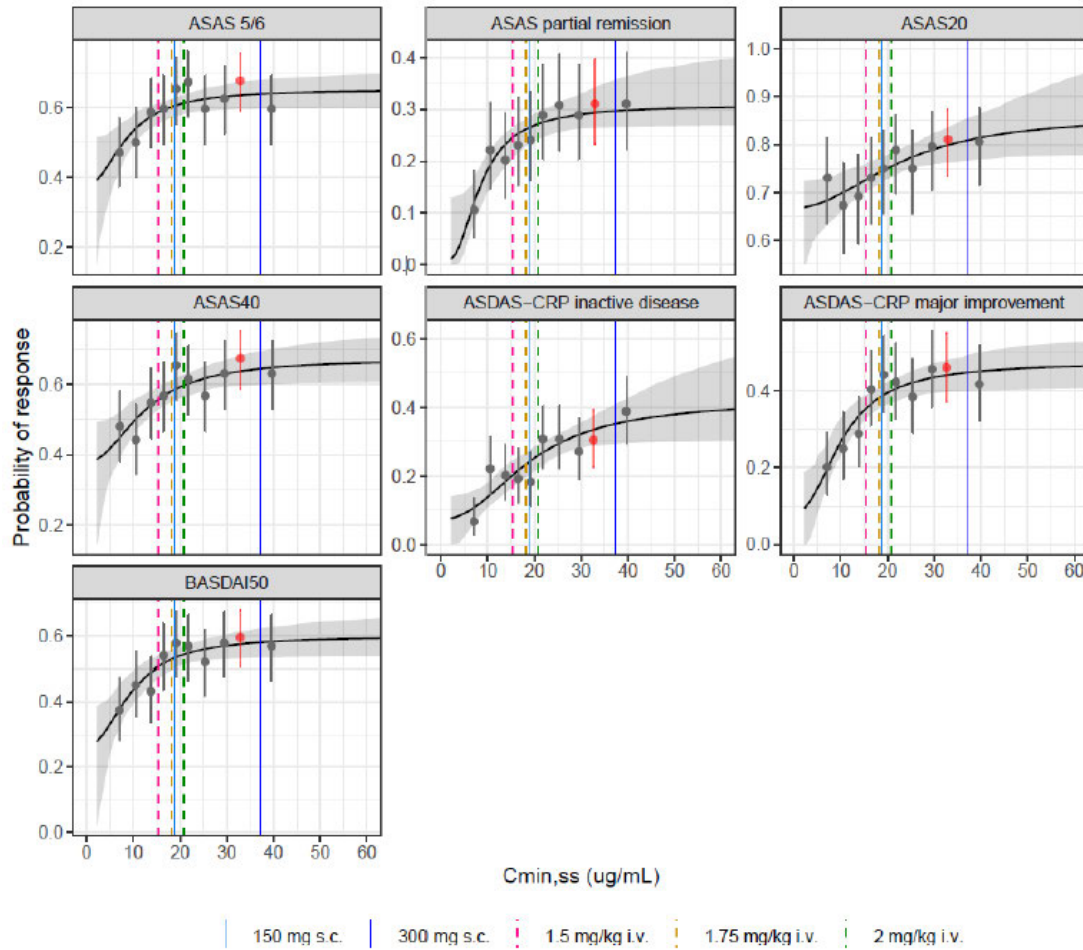 ASAS 5/6 ASAS partial remission ASAS20
0.6 0.4 1.0
0.4 0.3 0.9
0.2 0.2 0.8
0.1 0.7
0.0 0.6
ASAS40 ASDAS-CRP inactive disease ASDAS-CRP major improvement
0.6 0.6 0.6
0.4 0.4 0.4
0.2 0.2 0.2
0.0 0.0
0 10 20 30 40 50 60 0 10 20 30 40 50 60
BASDAI50
0.6
0.4
0.2
0.0
0 10 20 30 40 50 60
Probability of response
Cmin,ss (ug/mL)
150 mg s.c. 300 mg s.c. 1.5 mg/kg i.v. 1.75 mg/kg i.v. 2 mg/kg i.v.